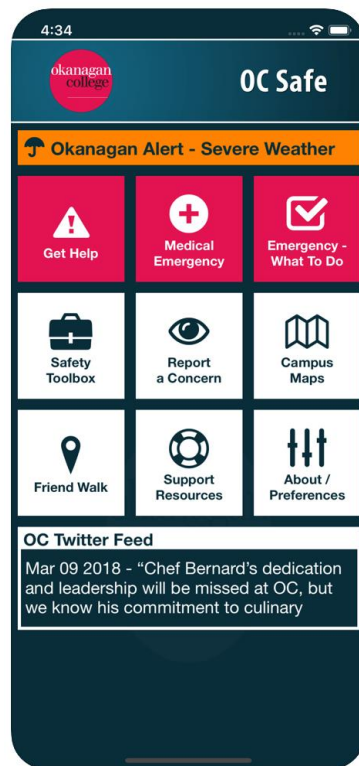 4:34
okanagan
college
OC Safe
Okanagan Alert - Severe Weather
Get Help
Medical
Emergency
Emergency -
What To Do
Safety
Toolbox
Report
a Concern
Campus
Maps
Friend Walk
Support
Resources
About /
Preferences
OC Twitter Feed
Mar 09 2018 - “Chef Bernard’s dedication
and leadership will be missed at OC, but
we know his commitment to culinary